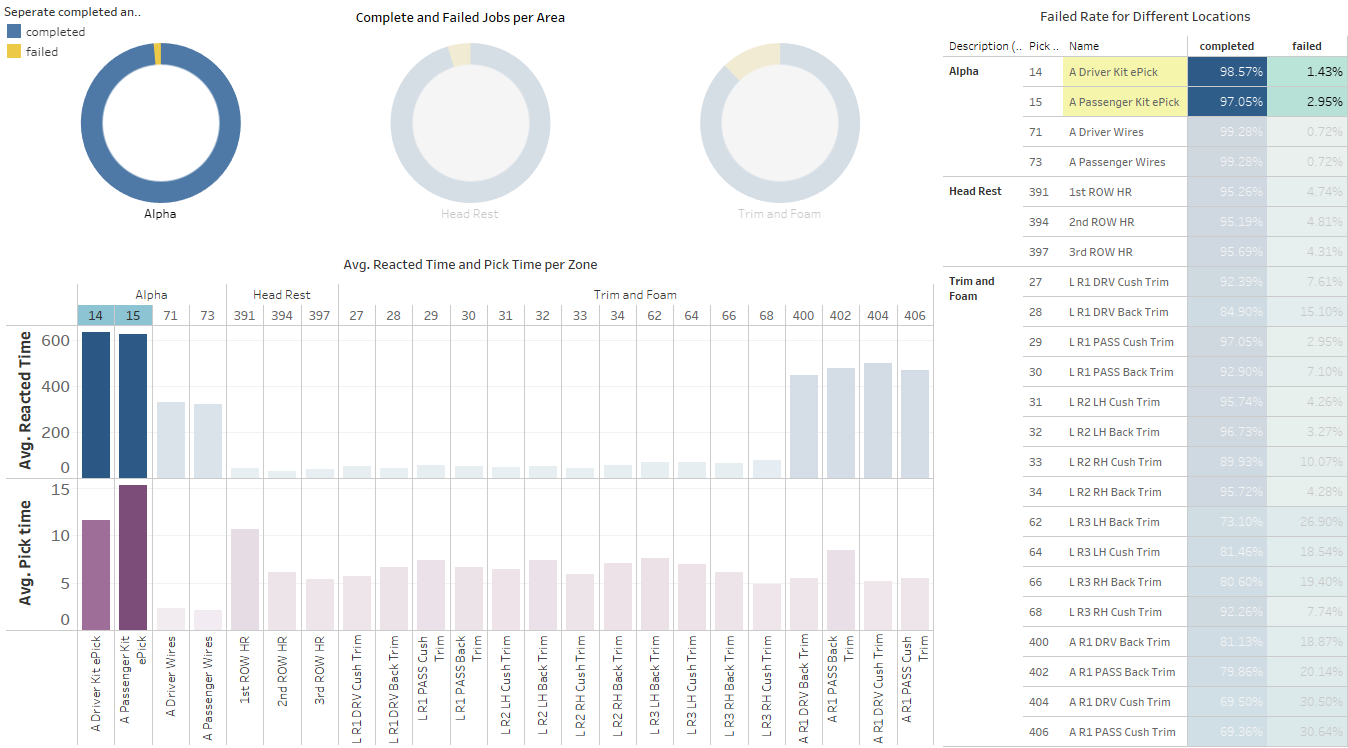 Seperate completed an..
completed
failed
Complete and Failed Jobs per Area
Alpha
Head Rest
Trim and Foam
Avg. Reacted Time and Pick Time per Zone
Alpha Head Rest Trim and Foam
14 15 71 73 391 394 397 27 28 29 30 31 32 33 34 62 64 66 68 400 402 404 406
Avg. Reacted Time
600
400
200
0
Avg. Pick time
15
10
5
0
A Driver Kit ePick
A Passenger Kit
ePick
A Driver Wires
A Passenger Wires
1st ROW HR
2nd ROW HR
3rd ROW HR
L R1 DRV Cush Trim
L R1 DRV Back Trim
L R1 PASS Cush
Trim
L R1 PASS Back
Trim
L R2 LH Cush Trim
L R2 LH Back Trim
L R2 RH Cush Trim
L R2 RH Back Trim
L R3 LH Back Trim
L R3 LH Cush Trim
L R3 RH Back Trim
L R3 RH Cush Trim
A R1 DRV Back Trim
A R1 PASS Back
Trim
A R1 DRV Cush Trim
A R1 PASS Cush
Trim
Failed Rate for Different Locations
Description (.. Pick .. Name completed failed
Alpha 14 A Driver Kit ePick 98.57% 1.43%
15 A Passenger Kit ePick 97.05% 2.95%
71 A Driver Wires 99.28% 0.72%
73 A Passenger Wires 99.28% 0.72%
Head Rest 391 1st ROW HR 95.26% 4.74%
394 2nd ROW HR 95.19% 4.81%
397 3rd ROW HR 95.69% 4.31%
Trim and 27 L R1 DRV Cush Trim 92.39% 7.61%
Foam
28 L R1 DRV Back Trim 84.90% 15.10%
29 L R1 PASS Cush Trim 97.05% 2.95%
30 L R1 PASS Back Trim 92.90% 7.10%
31 L R2 LH Cush Trim 95.74% 4.26%
32 L R2 LH Back Trim 96.73% 3.27%
33 L R2 RH Cush Trim 89.93% 10.07%
34 L R2 RH Back Trim 95.72% 4.28%
62 L R3 LH Back Trim 73.10% 26.90%
64 L R3 LH Cush Trim 81.46% 18.54%
66 L R3 RH Back Trim 80.60% 19.40%
68 L R3 RH Cush Trim 92.26% 7.74%
400 A R1 DRV Back Trim 81.13% 18.87%
402 A R1 PASS Back Trim 79.86% 20.14%
404 A R1 DRV Cush Trim 69.50% 30.50%
406 A R1 PASS Cush Trim 69.36% 30.64%